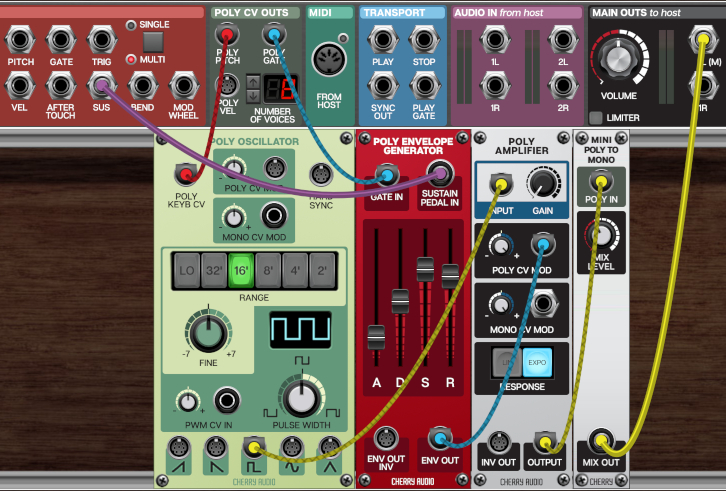 POLY CV OUTS
MIDI
TRANSPORT
AUDIO IN from host
MAIN OUTS to host
SINGLE
MULTI
PITCH
GATE
TRIG
VEL
AFTER
TOUCH
SUS
BEND
MOD
WHEEL
POLY
PITCH
POLY
GATE
POLY
VEL
NUMBER
OF VOICES
FROM
HOST
PLAY
STOP
SYNC
OUT
PLAY
GATE
1L
2L
1R
2R
VOLUME
LIMITER
(M)
1R
POLY OSCILLATOR
POLY
KEYB CV
POLY CV MOD
SYNC
MONO CV MOD
LO
32'
16'
8'
4'
2'
RANGE
-7
FINE
+7
PWM CV IN
PULSE WIDTH
CHERRY AUDIO
POLY ENVELOPE
GENERATOR
GATE IN
SUSTAIN
PEDAL IN
A
D
S
R
ENV OUT
INV
ENV OUT
CHERRY AUDIO
POLY
AMPLIFIER
INPUT
GAIN
POLY CV MOD
MONO CV MOD
LIN
EXPO
RESPONSE
INV OUT
OUTPUT
CHERRY AUDIO
MINI
POLY TO
MONO
POLY IN
MIX
LEVEL
MIX OUT
CHERRY